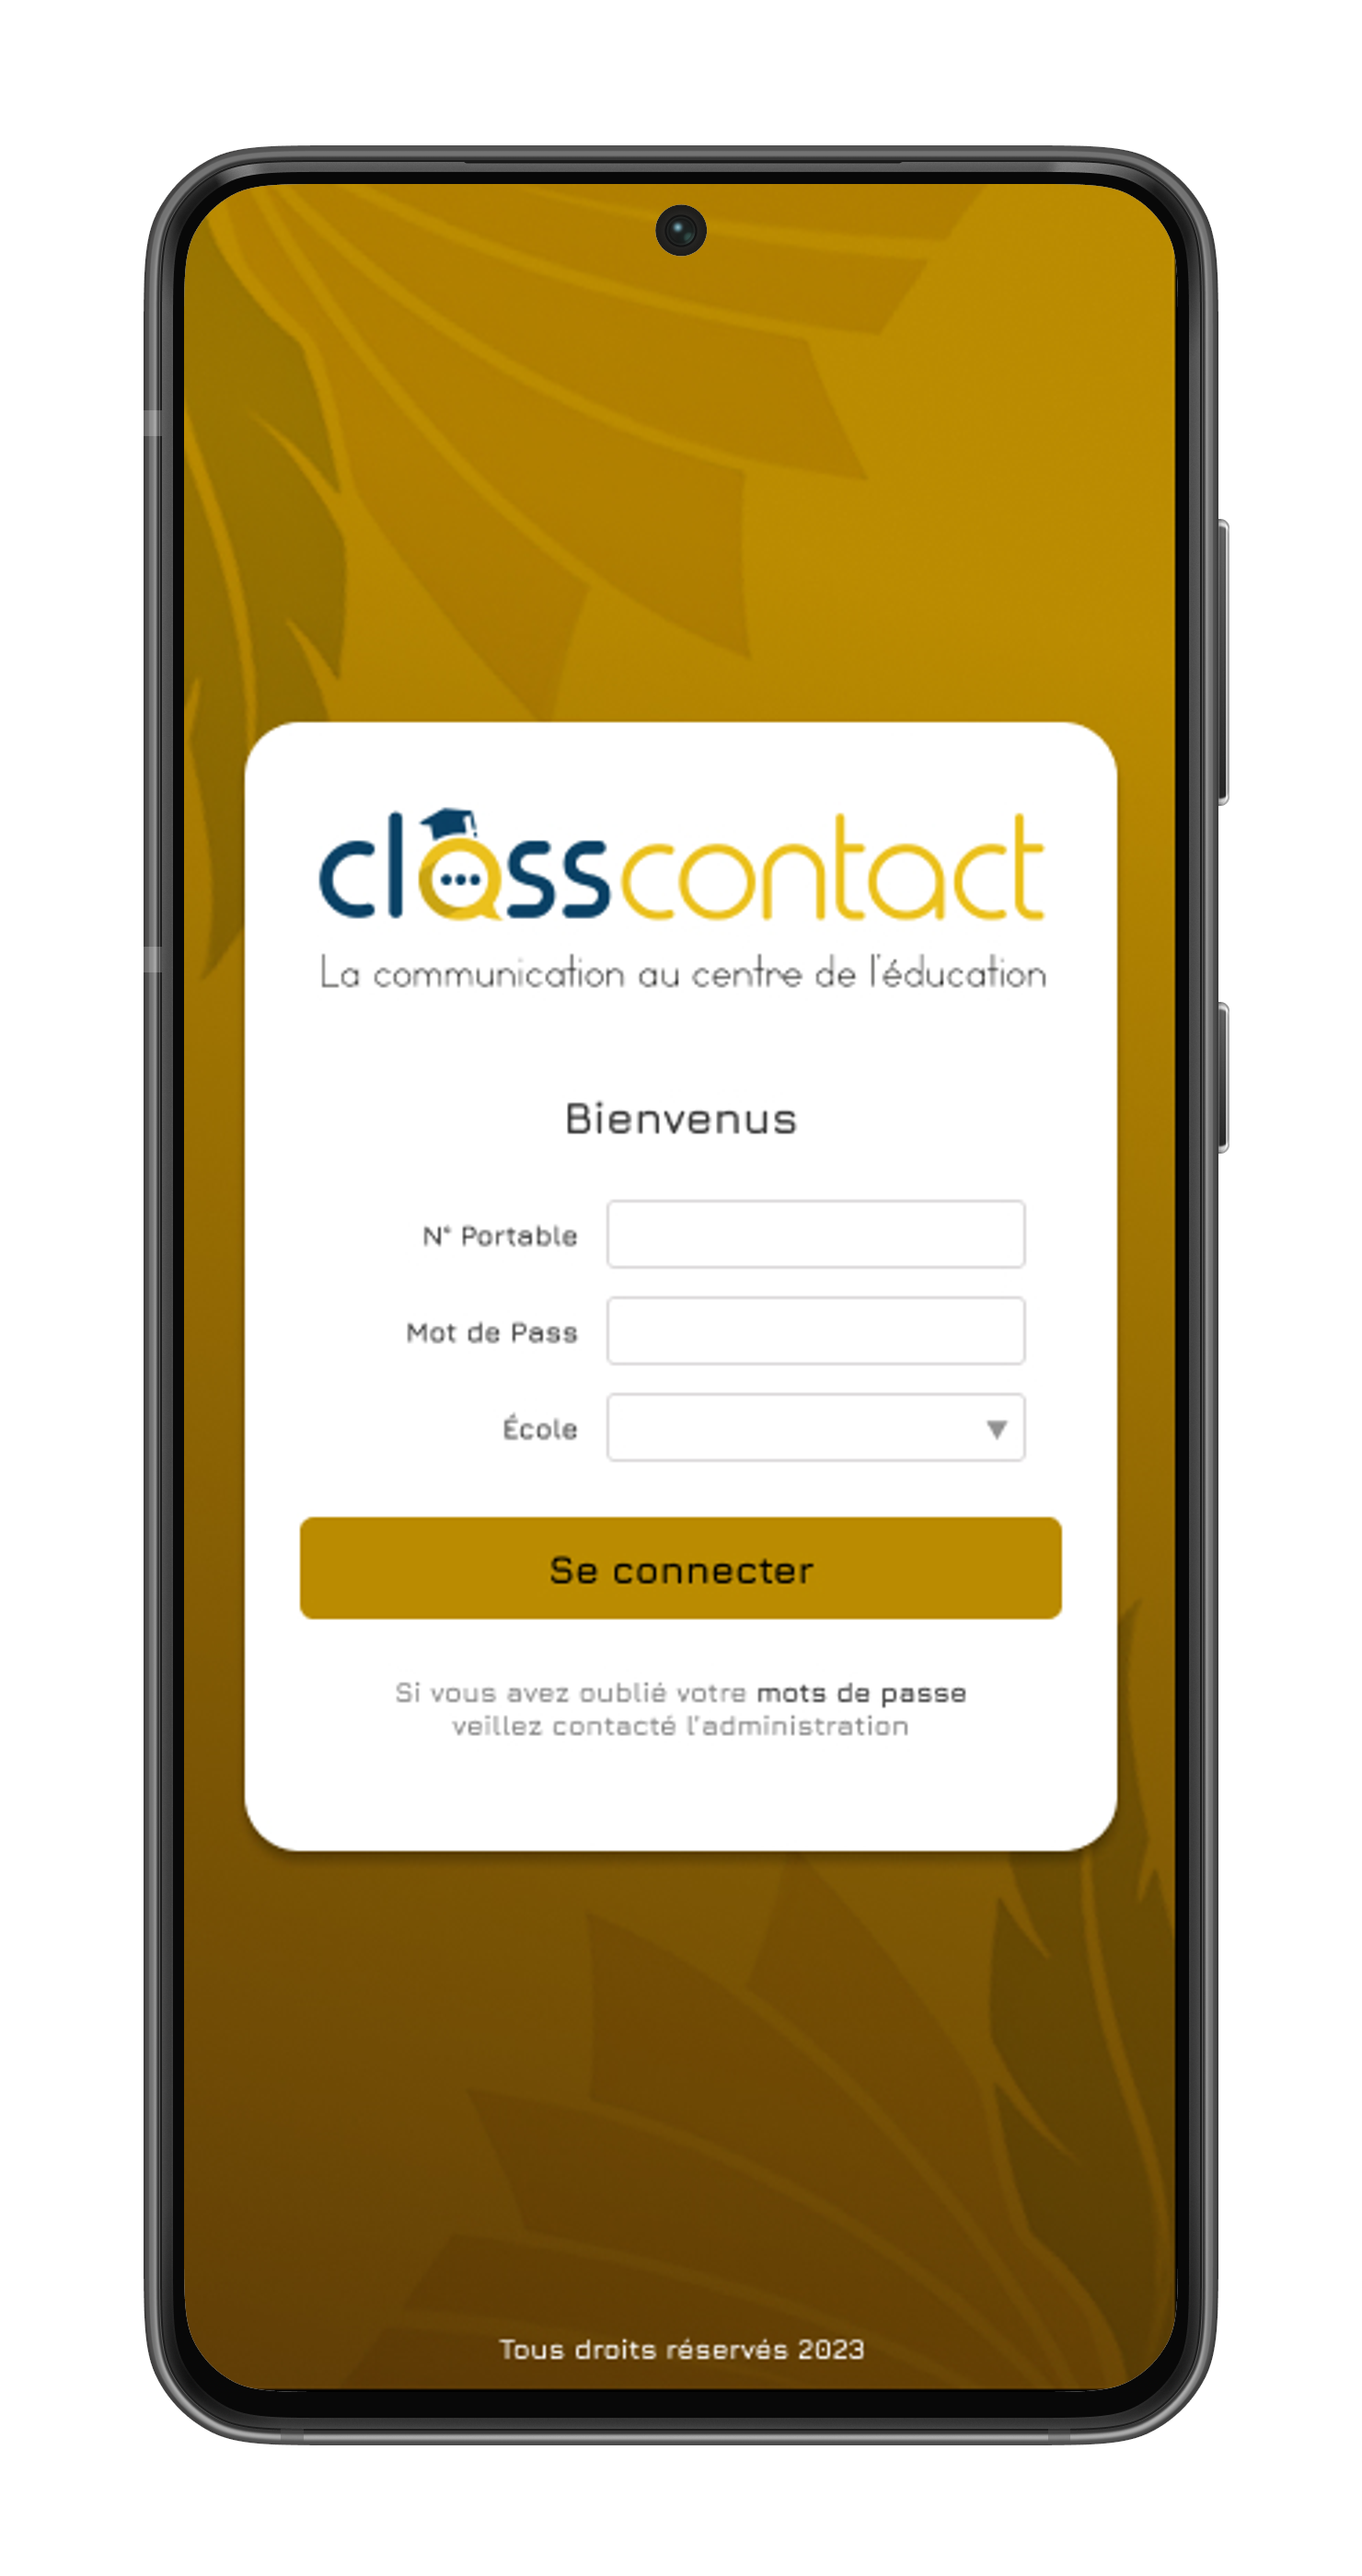 classcontact
La communication au centre de l'éducation
Bienvenus
N° Portable
Mot de Pass
École
Se connecter
Si vous avez oublié votre mots de passe
veillez contacté l'administration
Tous droits réservés 2023